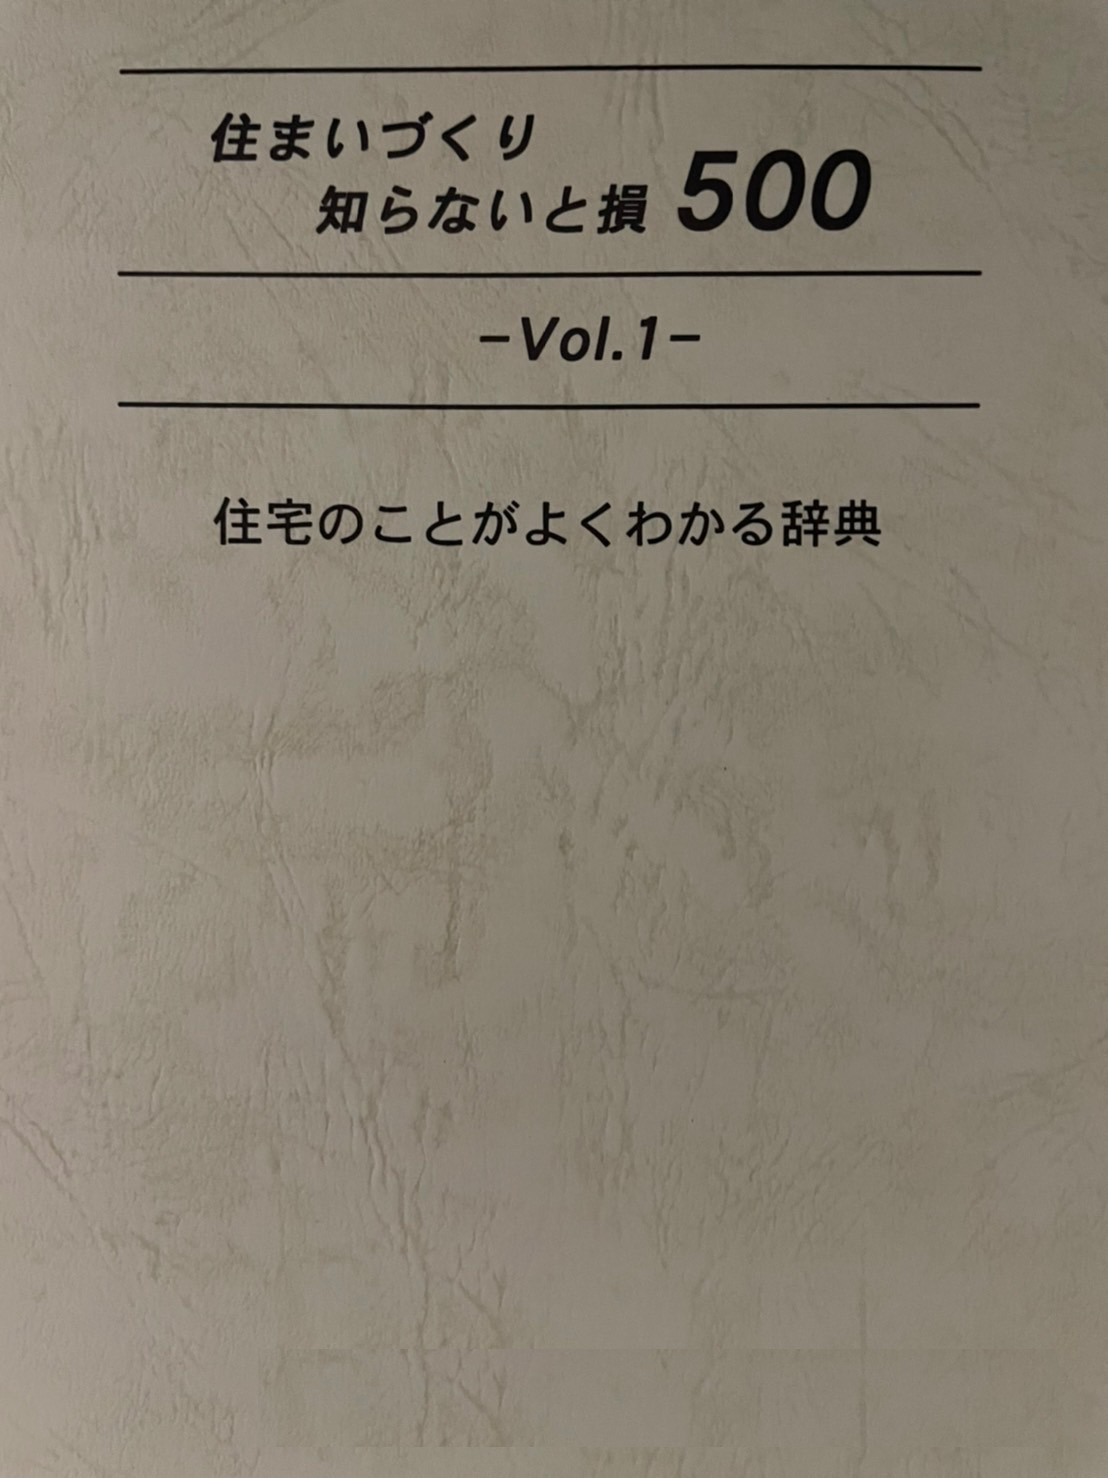 住まいづくり
知らないと損 500
-Vol.1-
住宅のことがよくわかる辞典